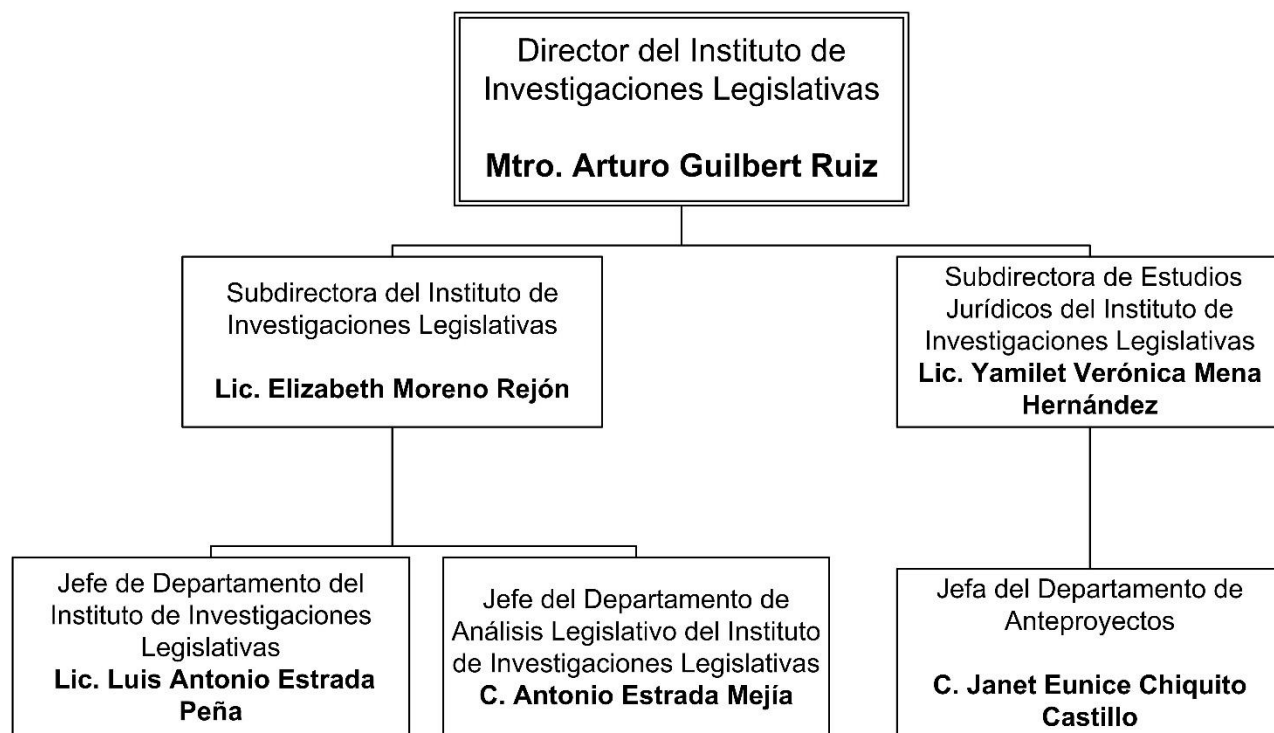 Director del Instituto de
Investigaciones Legislativas
Mtro. Arturo Guilbert Ruiz
Subdirectora del Instituto de
Investigaciones Legislativas
Lic. Elizabeth Moreno Rejón
Subdirectora de Estudios
Jurídicos del Instituto de
Investigaciones Legislativas
Lic. Yamilet Verónica Mena
Hernández
Jefe de Departamento del
Instituto de Investigaciones
Legislativas
Lic. Luis Antonio Estrada
Peña
Jefe del Departamento de
Análisis Legislativo del Instituto
de Investigaciones Legislativas
C. Antonio Estrada Mejía
Jefa del Departamento de
Anteproyectos
C. Janet Eunice Chiquito
Castillo